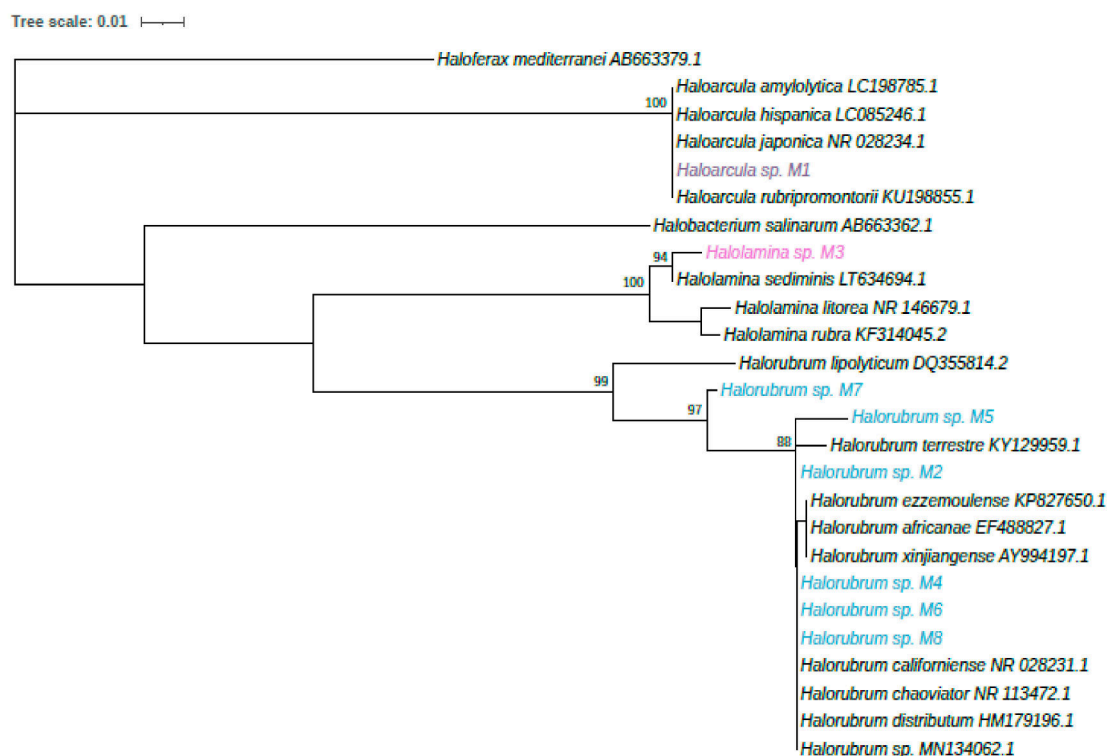 Tree scale: 0.01
Haloferax mediterranei AB663379.1
Haloarcula amylolytica LC198785.1
100
Haloarcula hispanica LC085246.1
Haloarcula japonica NR 028234.1
Haloarcula sp. M1
Haloarcula rubripromontorii KU198855.1
Halobacterium salinarum AB663362.1
Halolamina sp. M3
94
Halolamina sediminis LT634694.1
100
Halolamina litorea NR 146679.1
Halolamina rubra KF314045.2
Halorubrum lipolyticum DQ355814.2
99
Halorubrum sp. M7
97
Halorubrum sp. M5
88
Halorubrum terrestre KY129959.1
Halorubrum sp. M2
Halorubrum ezzemoulense KP827650.1
Halorubrum africanae EF488827.1
Halorubrum xinjiangense AY994197.1
Halorubrum sp. M4
Halorubrum sp. M6
Halorubrum sp. M8
Halorubrum californiense NR 028231.1
Halorubrum chaoviator NR 113472.1
Halorubrum distributum HM179196.1
Halorubrum sp. MN134062.1